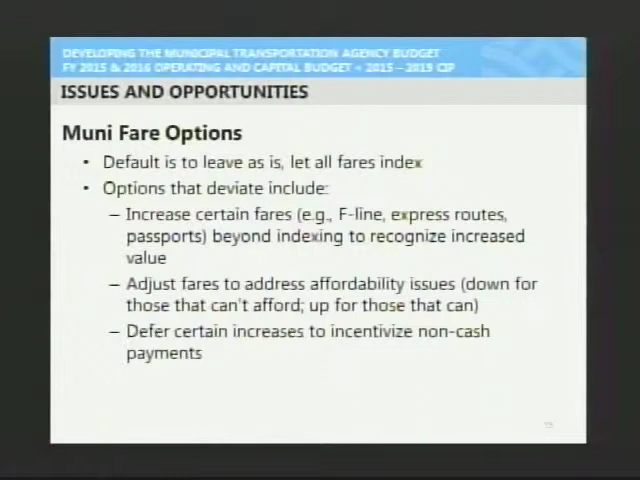 DEVELOPING THE MUNICIPAL TRANSPORTATION AGENCY BUDGET
FY 2015 & 2016 OPERATING AND CAPITAL BUDGET • 2015 – 2019 CIP
ISSUES AND OPPORTUNITIES
Muni Fare Options
• Default is to leave as is, let all fares index
• Options that deviate include:
– Increase certain fares (e.g., F-line, express routes,
passports) beyond indexing to recognize increased
value
– Adjust fares to address affordability issues (down for
those that can't afford; up for those that can)
– Defer certain increases to incentivize non-cash
payments